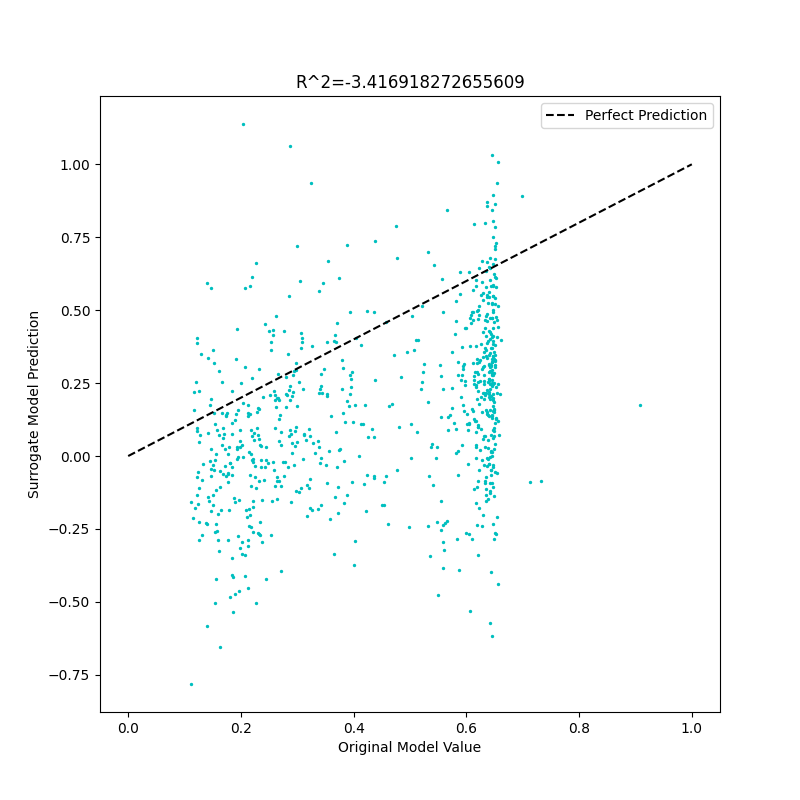 R^2=-3.416918272655609
Perfect Prediction
1.00
0.75
0.50
0.25
0.00
−0.25
−0.50
−0.75
Surrogate Model Prediction
0.0 0.2 0.4 0.6 0.8 1.0
Original Model Value